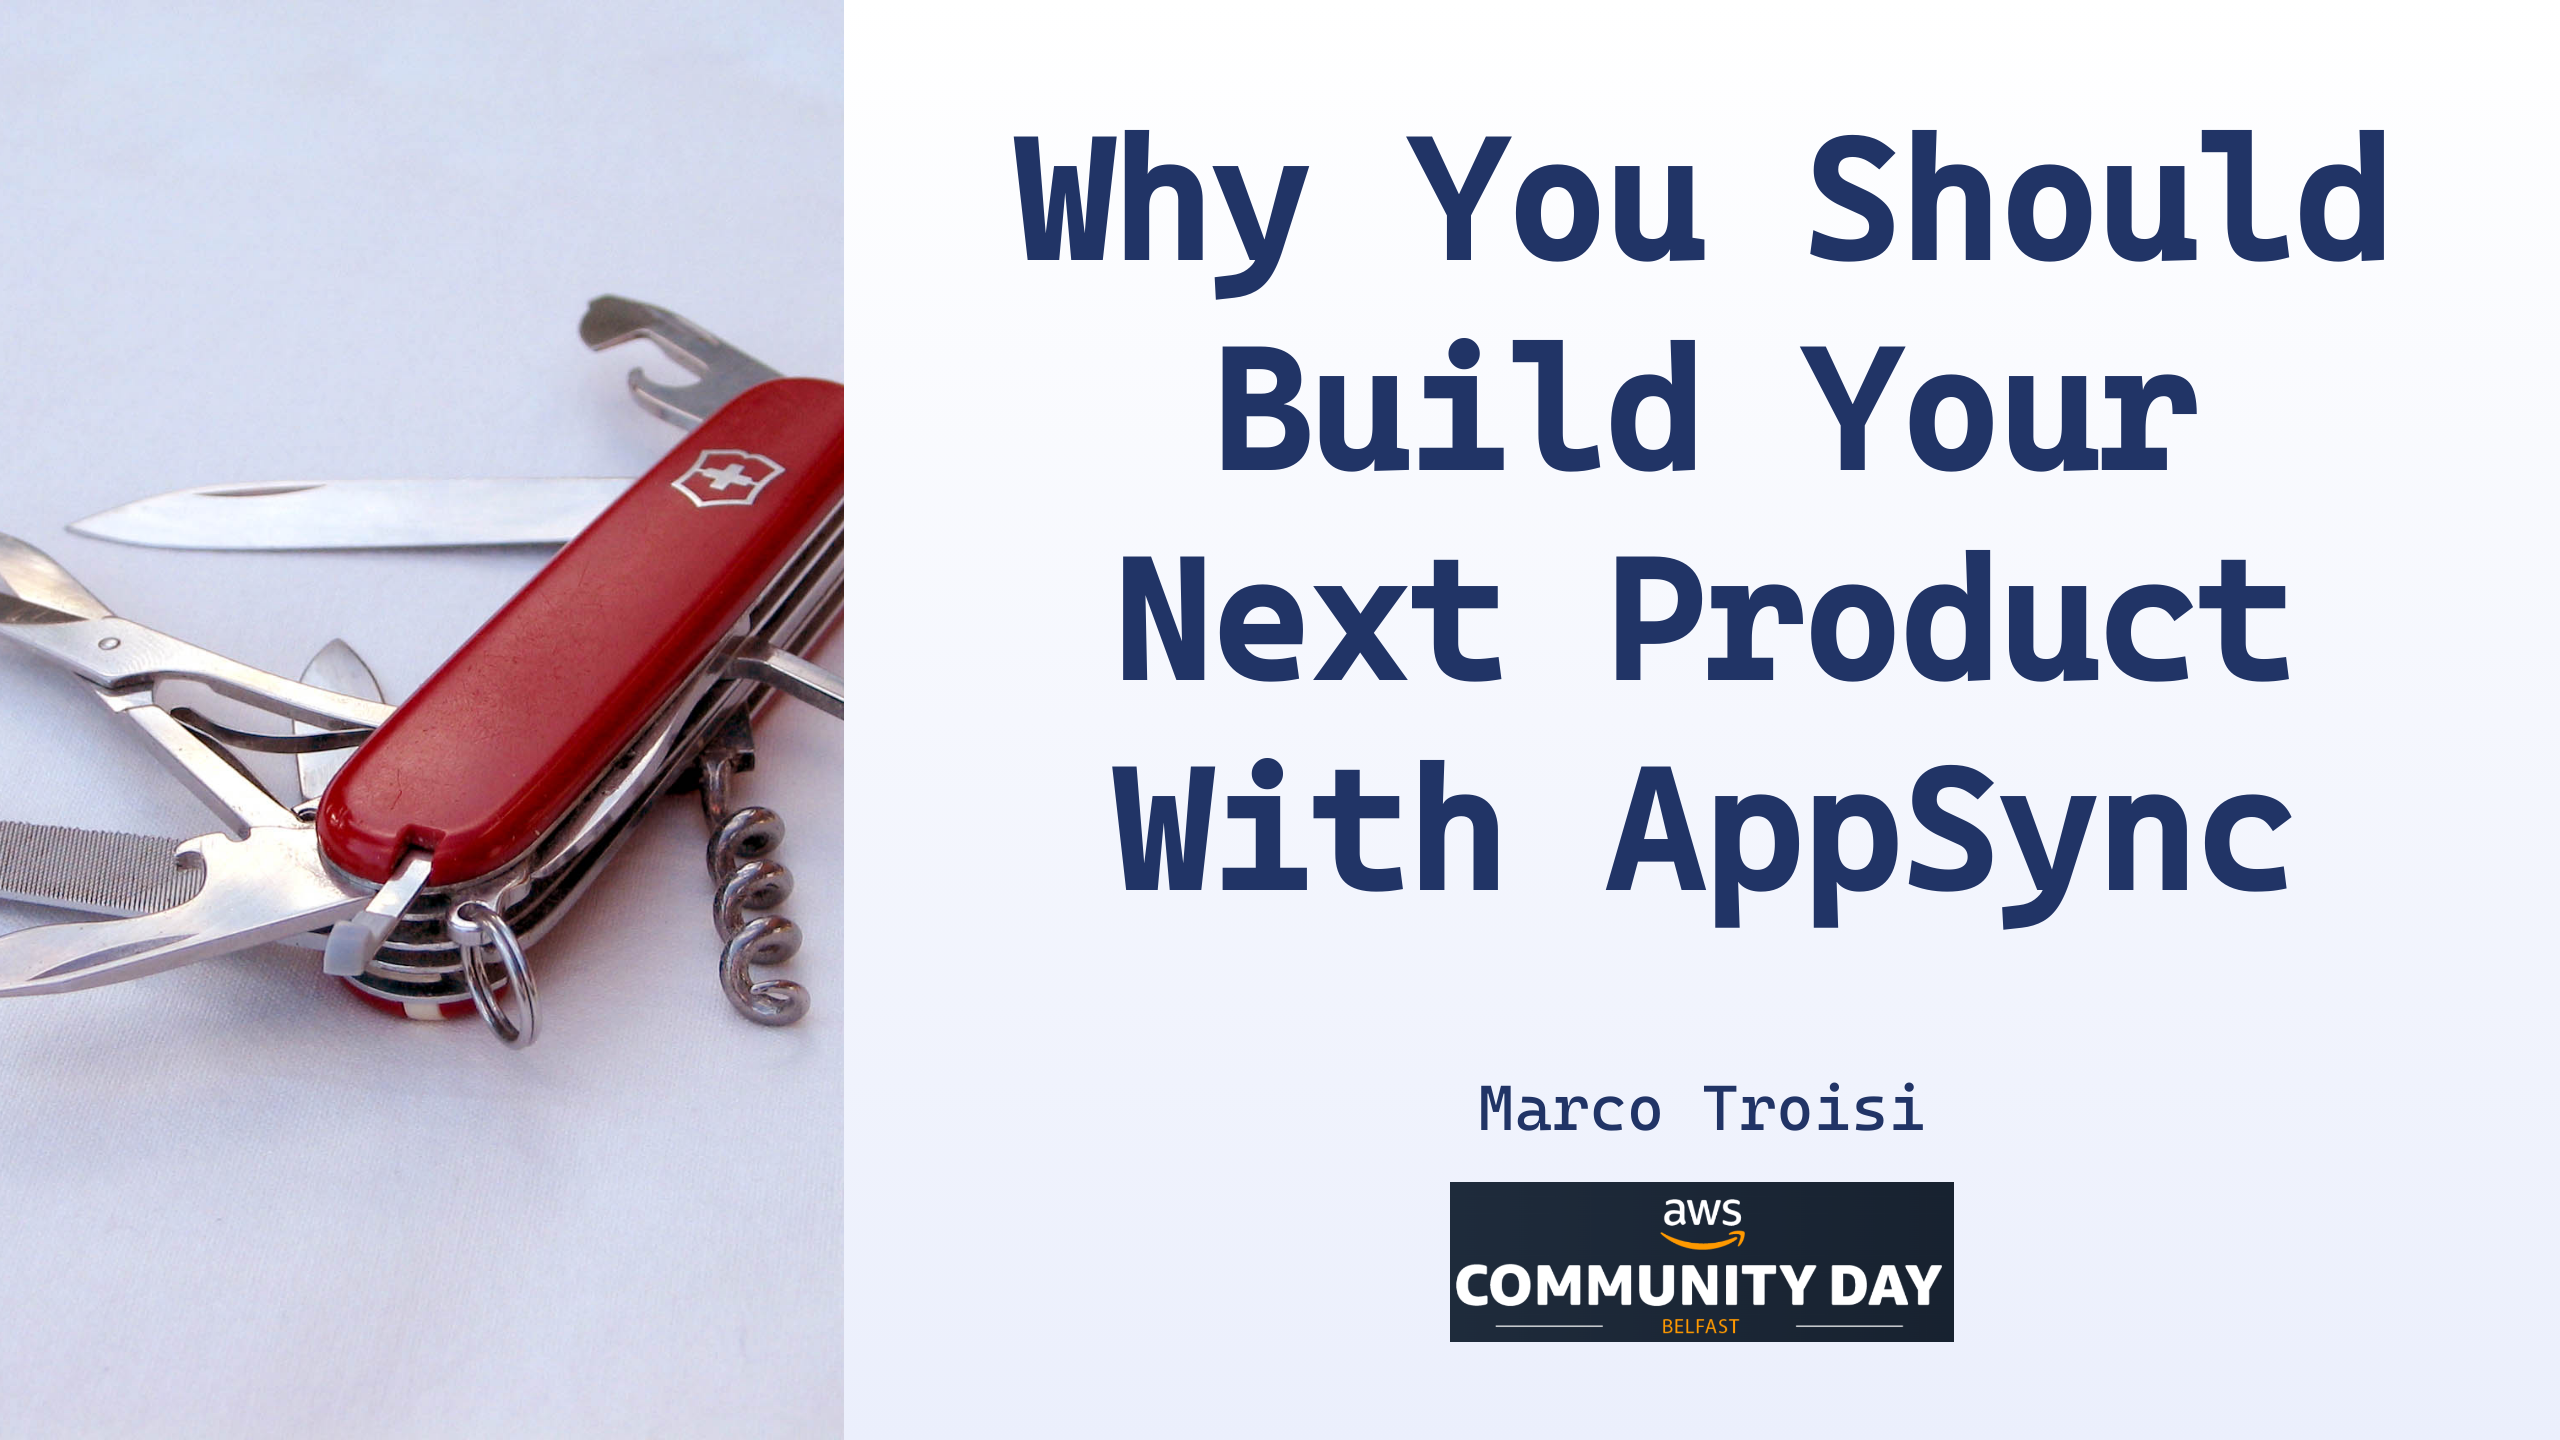 Why You Should
Build Your
Next Product
With AppSync
Marco Troisi
aws
COMMUNITY DAY
BELFAST